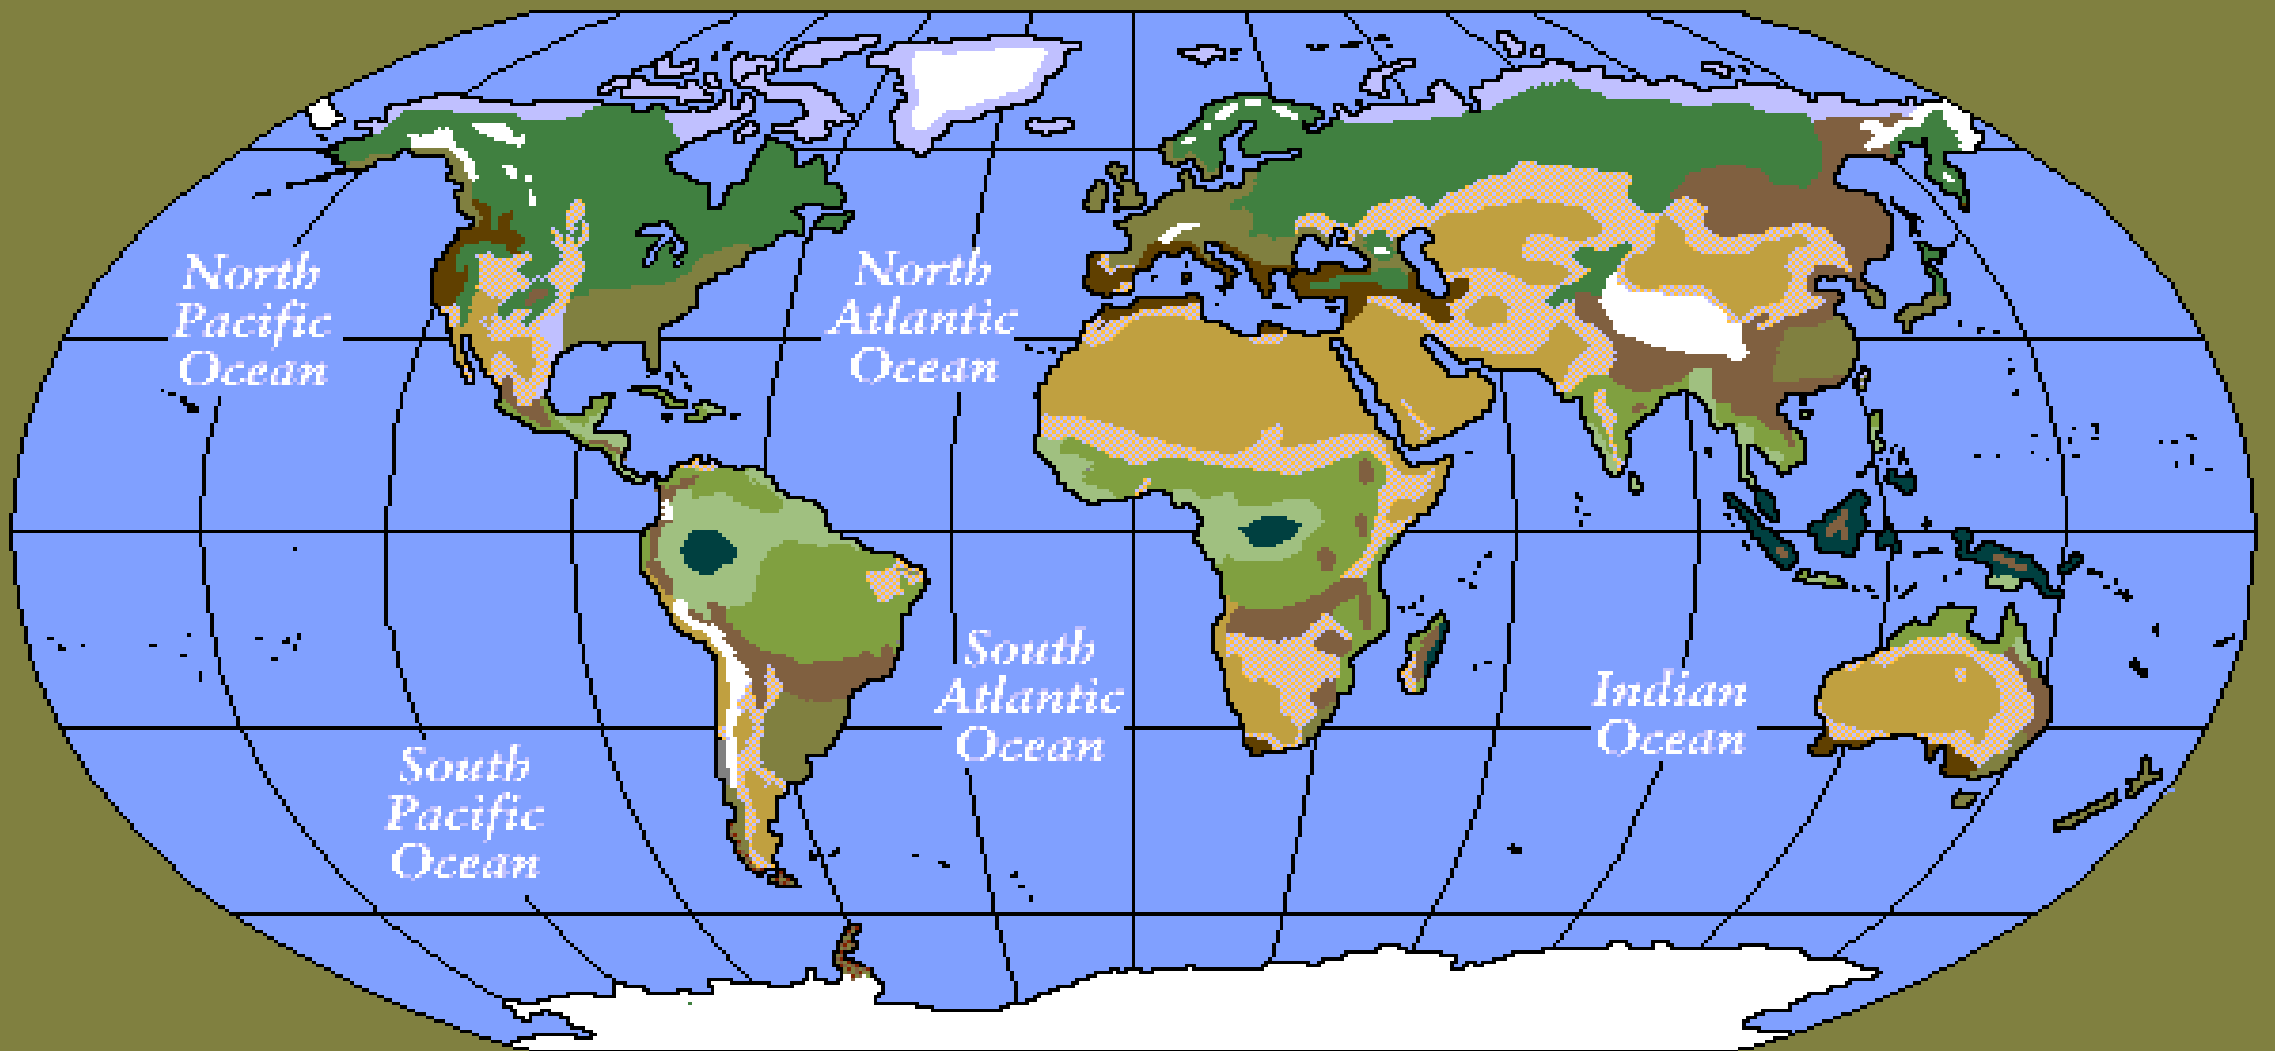 North
Pacific
Ocean
North
Atlantic
Ocean
South
Atlantic
Ocean
Indian
Ocean
South
Pacific
Ocean